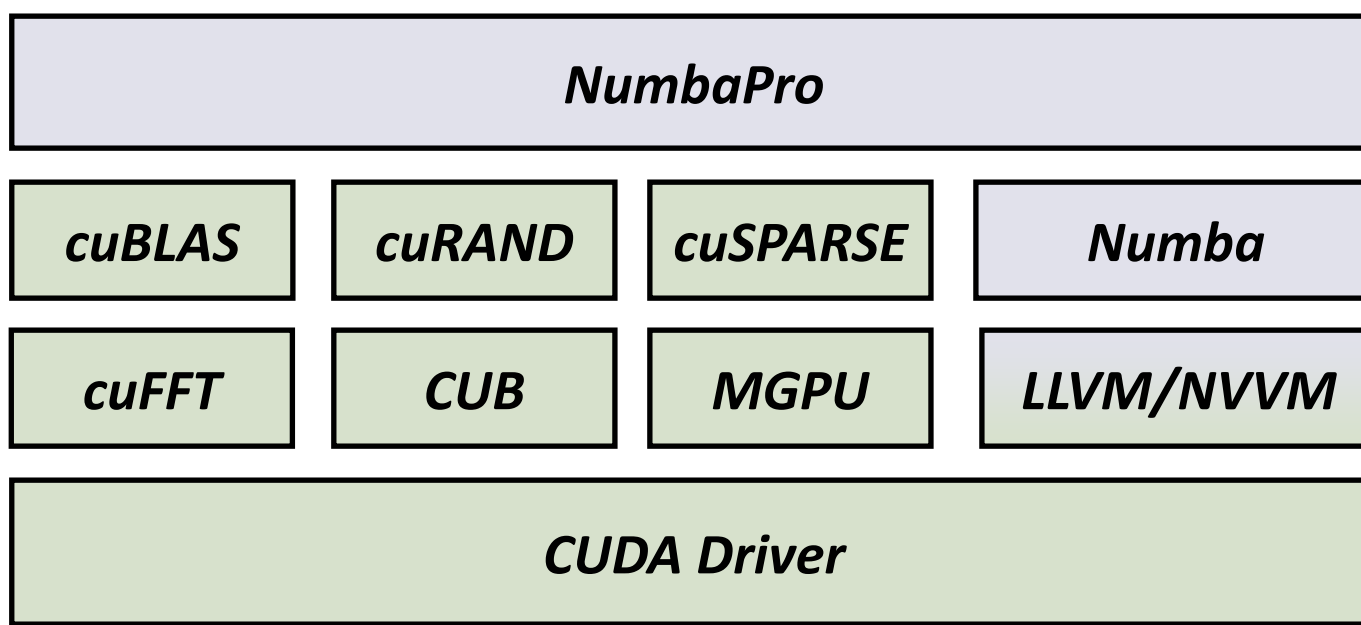 NumbaPro
cuBLAS cuRAND cuSPARSE Numba
cuFFT CUB MGPU LLVM/NVVM
CUDA Driver